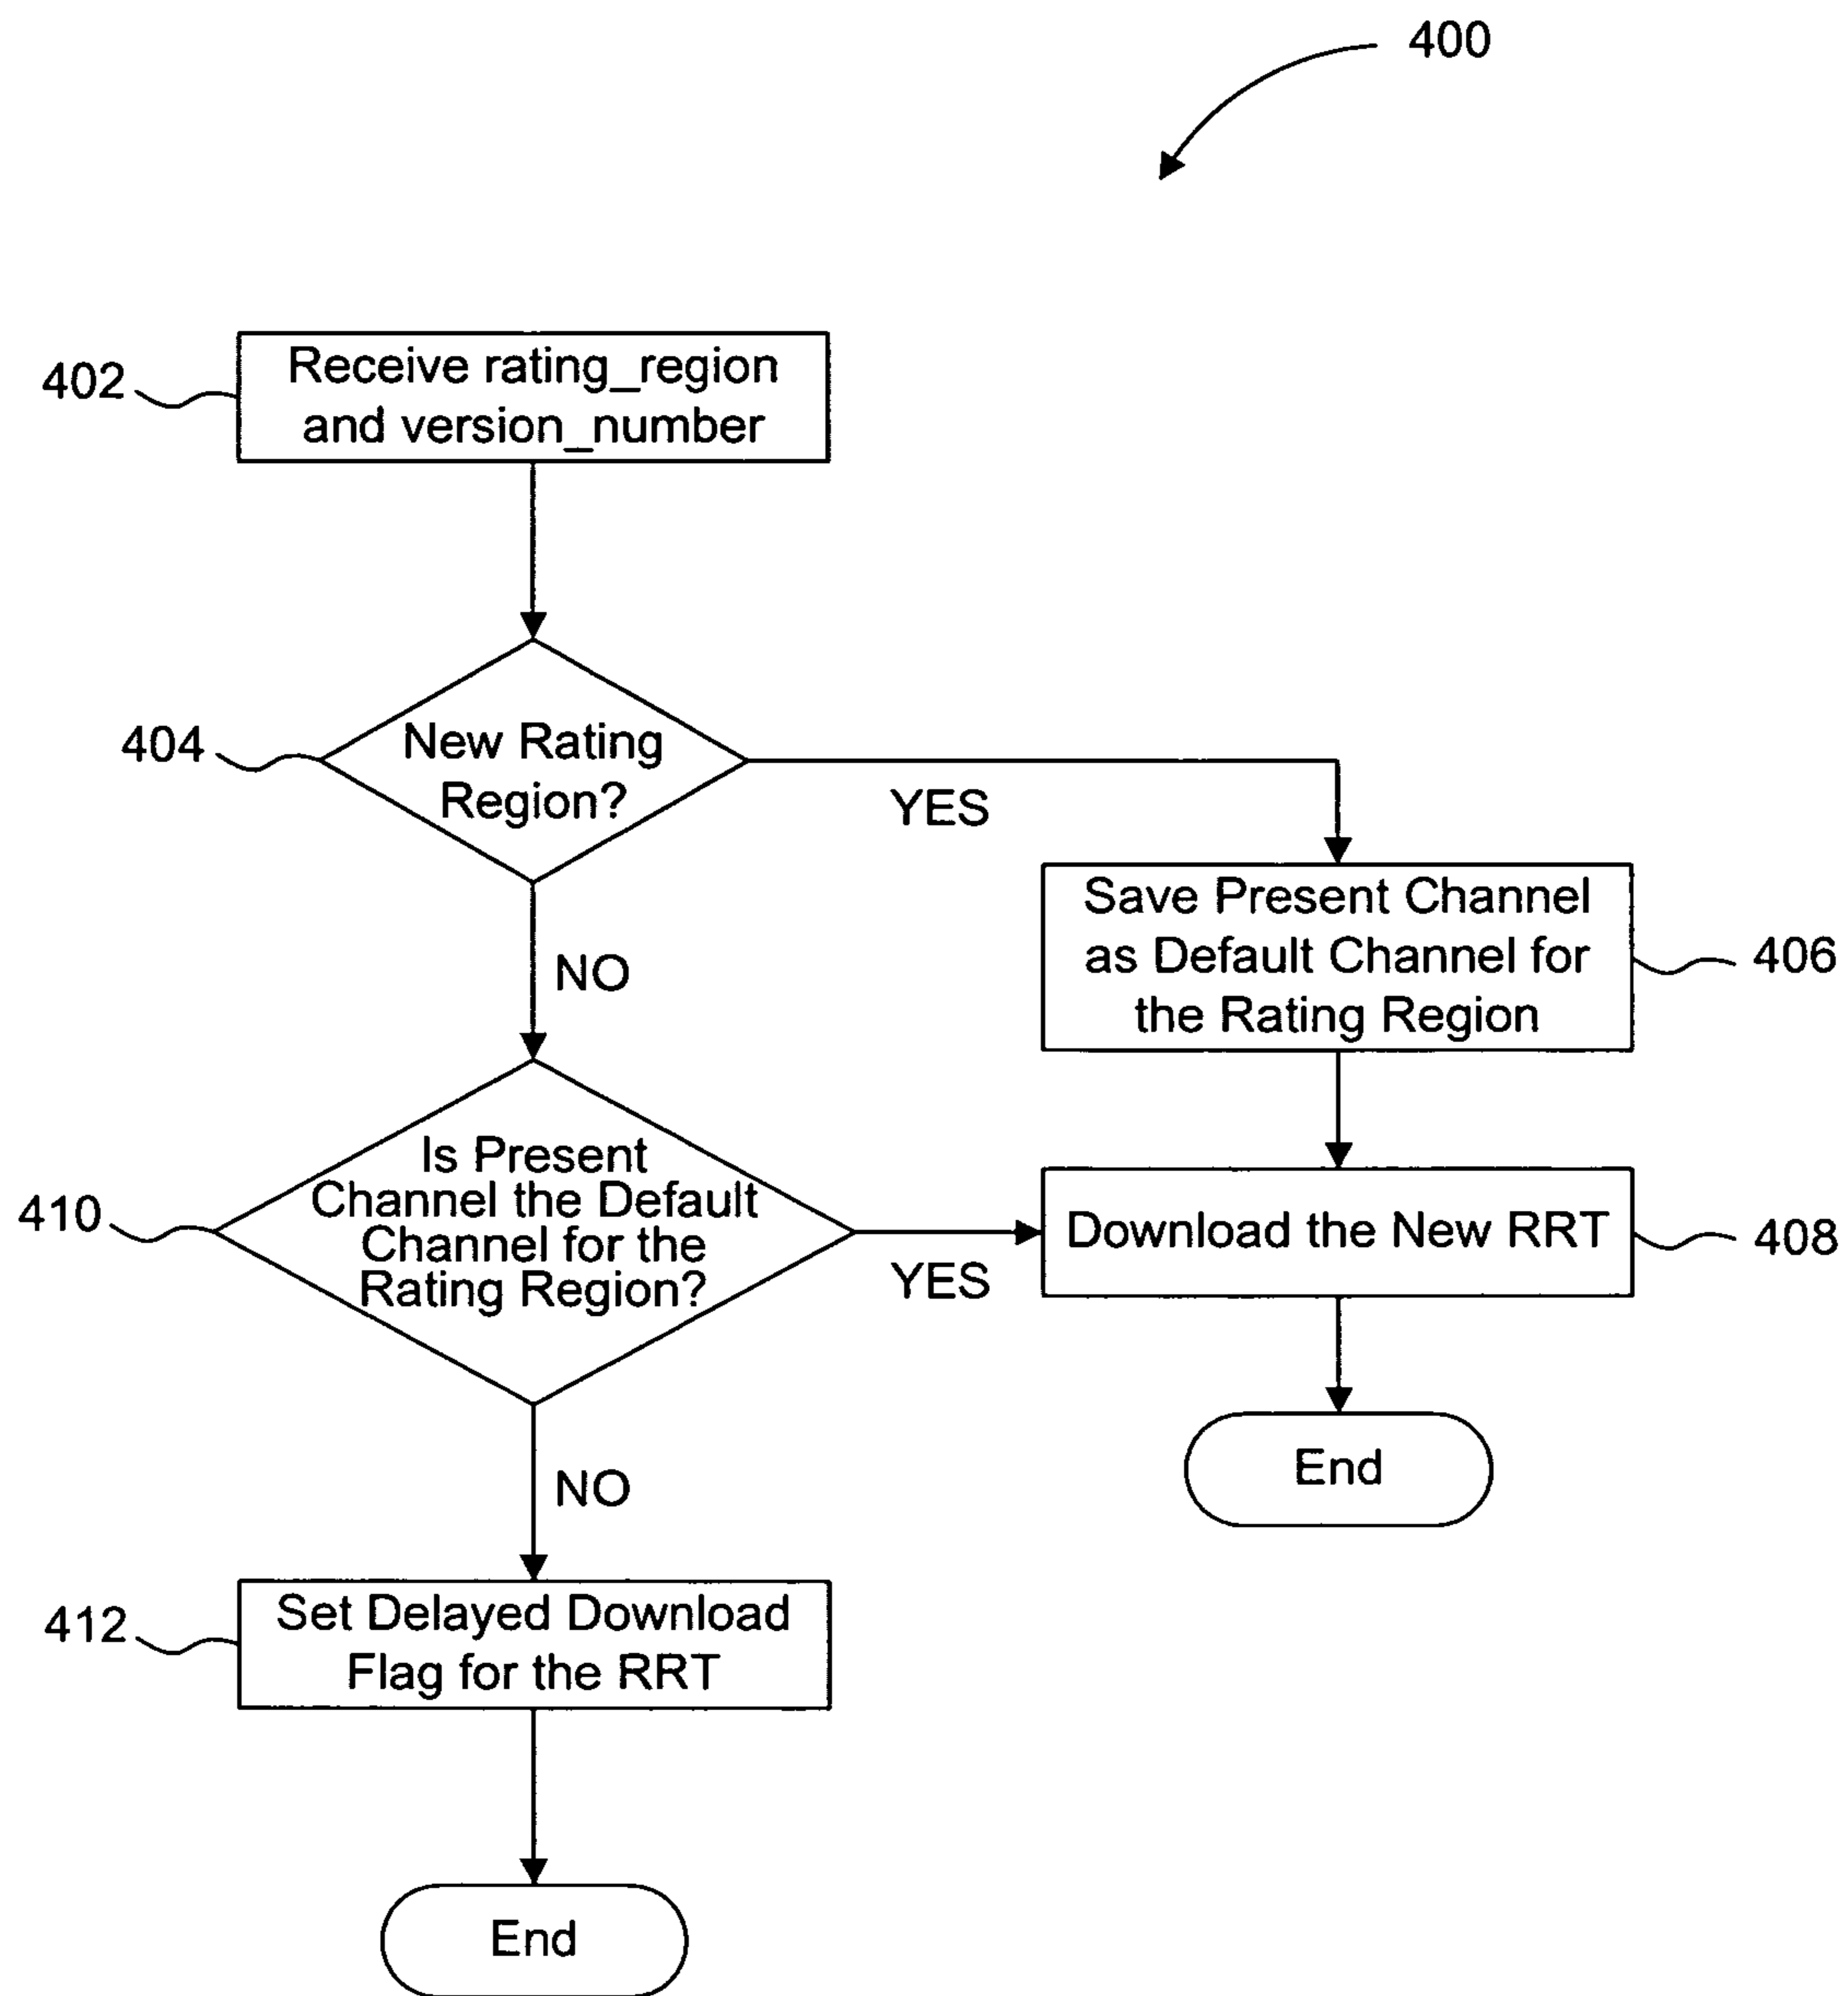 400
402
Receive rating_region
and version_number
404
New Rating
Region?
YES
NO
Save Present Channel
as Default Channel for
the Rating Region
406
410
Is Present
Channel the Default
Channel for the
Rating Region?
YES
Download the New RRT
408
NO
End
412
Set Delayed Download
Flag for the RRT
End